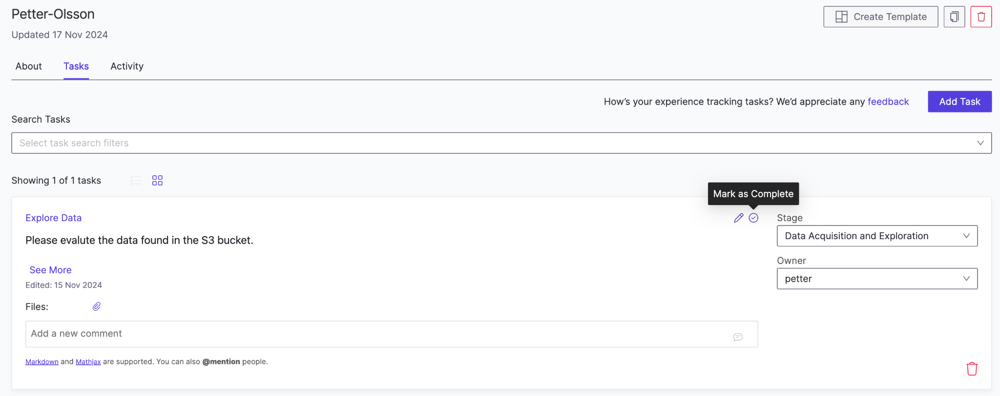 Petter-Olsson
Create Template
Updated 17 Nov 2024
About Tasks Activity
How's your experience tracking tasks? We'd appreciate any feedback
Add Task
Search Tasks
Select task search filters
Showing 1 of 1 tasks
Mark as Complete
Explore Data
Please evalute the data found in the S3 bucket.
See More
Edited: 15 Nov 2024
Files:
Add a new comment
Markdown and Mathjax are supported. You can also @mention people.
Stage
Data Acquisition and Exploration
Owner
petter